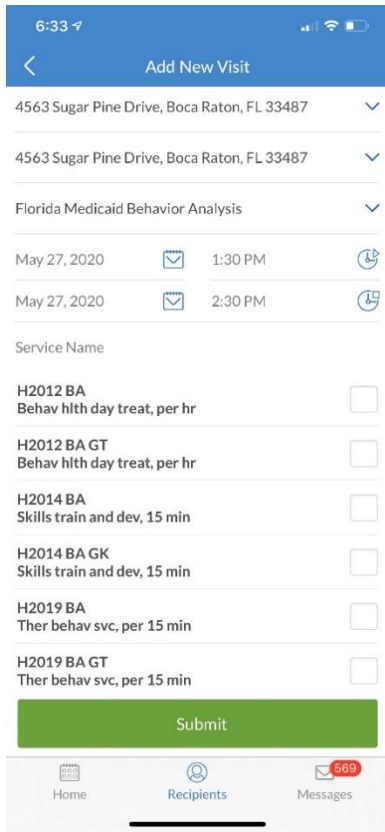 6:33
Add New Visit
4563 Sugar Pine Drive, Boca Raton, FL 33487
4563 Sugar Pine Drive, Boca Raton, FL 33487
Florida Medicaid Behavior Analysis
May 27, 2020 1:30 PM
May 27, 2020 2:30 PM
Service Name
H2012 BA
Behav hlth day treat, per hr
H2012 BA GT
Behav hlth day treat, per hr
H2014 BA
Skills train and dev, 15 min
H2014 BA GK
Skills train and dev, 15 min
H2019 BA
Ther behav svc, per 15 min
H2019 BA GT
Ther behav svc, per 15 min
Submit
569
Home Recipients Messages